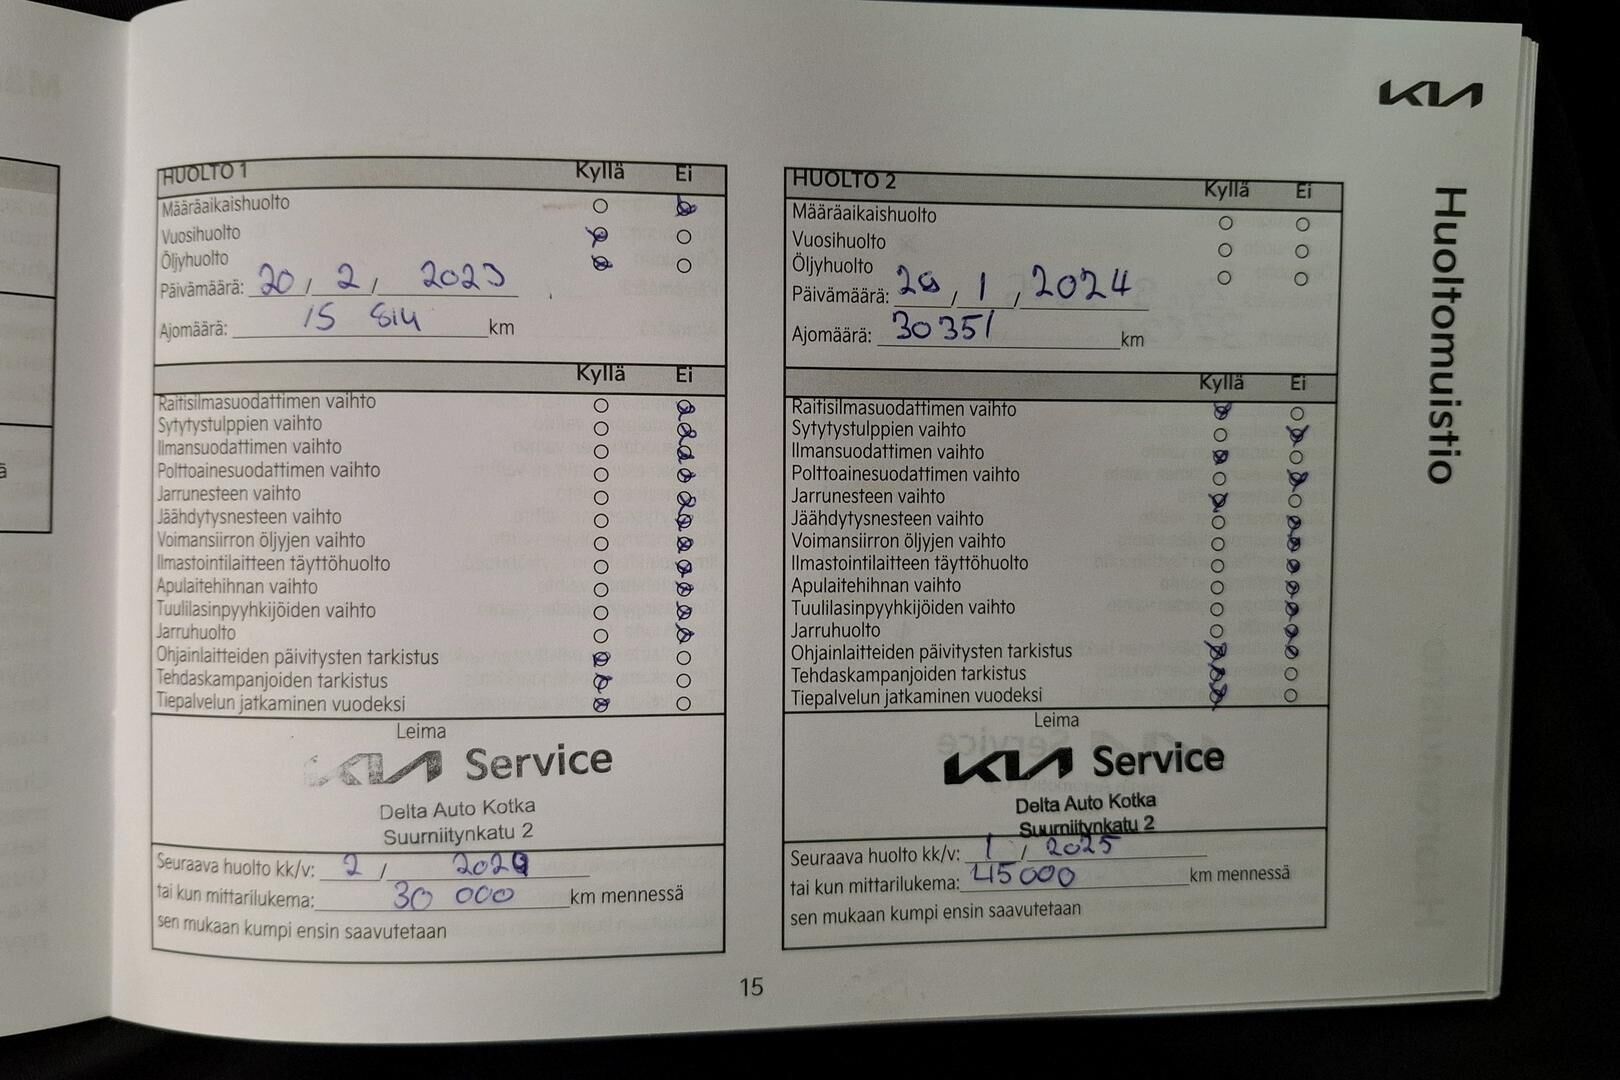 KIA
Huoltomuistio
HUOLTO 1 Kyllä Ei
Määräaikaishuolto
Vuosihuolto
Öljyhuolto
Päivämäärä: 20 / 2 / 2023
Ajomäärä: 15 814 km
Kyllä Ei
Raitisilmasuodattimen vaihto
Sytytystulppien vaihto
Ilmansuodattimen vaihto
Polttoainesuodattimen vaihto
Jarrunesteen vaihto
Jäähdytysnesteen vaihto
Voimansiirron öljyjen vaihto
Ilmastointilaitteen täyttöhuolto
Apulaitehihnan vaihto
Tuulilasinpyyhkijöiden vaihto
Jarruhuolto
Ohjainlaitteiden päivitysten tarkistus
Tehdaskampanjoiden tarkistus
Tiepalvelun jatkaminen vuodeksi
Leima
KIA Service
Delta Auto Kotka
Suurniitynkatu 2
Seuraava huolto kk/v: 2 / 2024
tai kun mittarilukema: 30 000 km mennessä
sen mukaan kumpi ensin saavutetaan
HUOLTO 2 Kyllä Ei
Määräaikaishuolto
Vuosihuolto
Öljyhuolto
Päivämäärä: / 1 / 2024
Ajomäärä: 30351 km
Kyllä Ei
Raitisilmasuodattimen vaihto
Sytytystulppien vaihto
Ilmansuodattimen vaihto
Polttoainesuodattimen vaihto
Jarrunesteen vaihto
Jäähdytysnesteen vaihto
Voimansiirron öljyjen vaihto
Ilmastointilaitteen täyttöhuolto
Apulaitehihnan vaihto
Tuulilasinpyyhkijöiden vaihto
Jarruhuolto
Ohjainlaitteiden päivitysten tarkistus
Tehdaskampanjoiden tarkistus
Tiepalvelun jatkaminen vuodeksi
Leima
KIA Service
Delta Auto Kotka
Suurniitynkatu 2
Seuraava huolto kk/v: 1 / 2025
tai kun mittarilukema: 45000 km mennessä
sen mukaan kumpi ensin saavutetaan
15